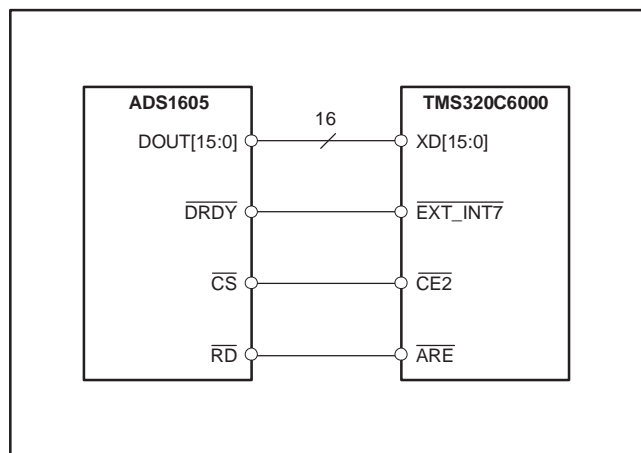 ADS1605 TMS320C6000
16
DOUT[15:0] XD[15:0]
DRDY EXT_INT7
CS CE2
RD ARE